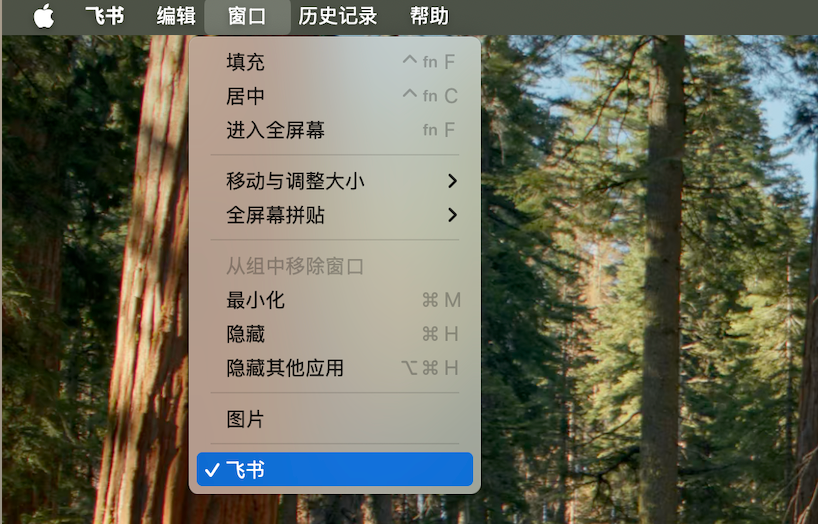 飞书 编辑 窗口 历史记录 帮助
填充 ^ fn F
居中 ^ fn C
进入全屏幕 fn F
移动与调整大小
全屏幕拼贴
从组中移除窗口
最小化 ⌘ M
隐藏 ⌘ H
隐藏其他应用 ⌥ ⌘ H
图片
✓ 飞书